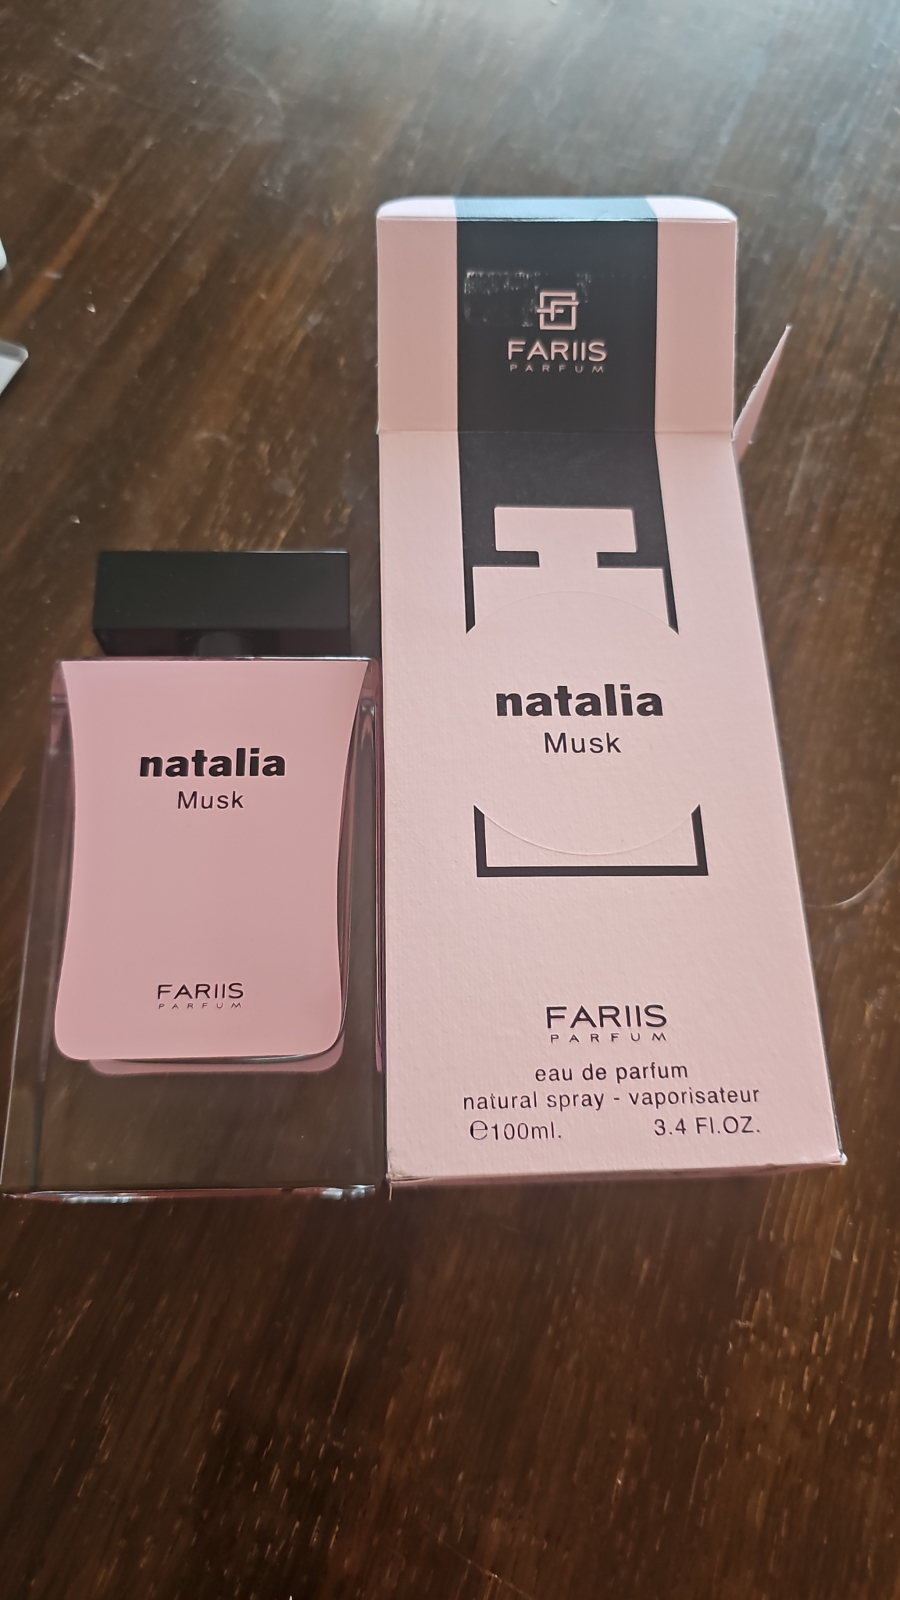 FARIIS
PARFUM
natalia
Musk
FARIIS
PARFUM
eau de parfum
natural spray - vaporisateur
℮100ml. 3.4 Fl.OZ.
natalia
Musk
FARIIS
PARFUM